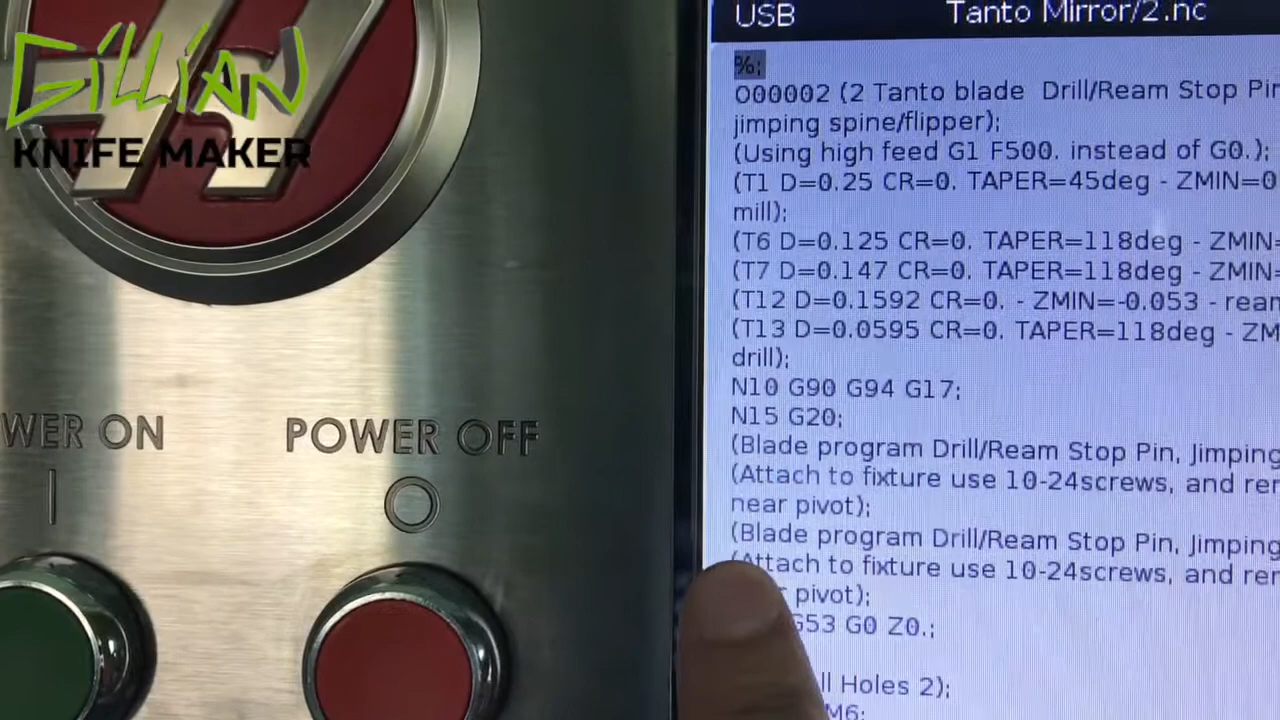 GiLLiAN
KNIFE MAKER
WER ON
POWER OFF
USB Tanto Mirror/2.nc
%;
O00002 (2 Tanto blade Drill/Ream Stop Pin
jimping spine/flipper);
(Using high feed G1 F500. instead of G0.);
(T1 D=0.25 CR=0. TAPER=45deg - ZMIN=0
mill);
(T6 D=0.125 CR=0. TAPER=118deg - ZMIN=
(T7 D=0.147 CR=0. TAPER=118deg - ZMIN=
(T12 D=0.1592 CR=0. - ZMIN=-0.053 - rea
(T13 D=0.0595 CR=0. TAPER=118deg - ZM
drill);
N10 G90 G94 G17;
N15 G20;
(Blade program Drill/Ream Stop Pin, Jimping
(Attach to fixture use 10-24screws, and re
near pivot);
(Blade program Drill/Ream Stop Pin, Jimping
(Attach to fixture use 10-24screws, and re
pivot);
G53 G0 Z0.;
ll Holes 2);
M6;